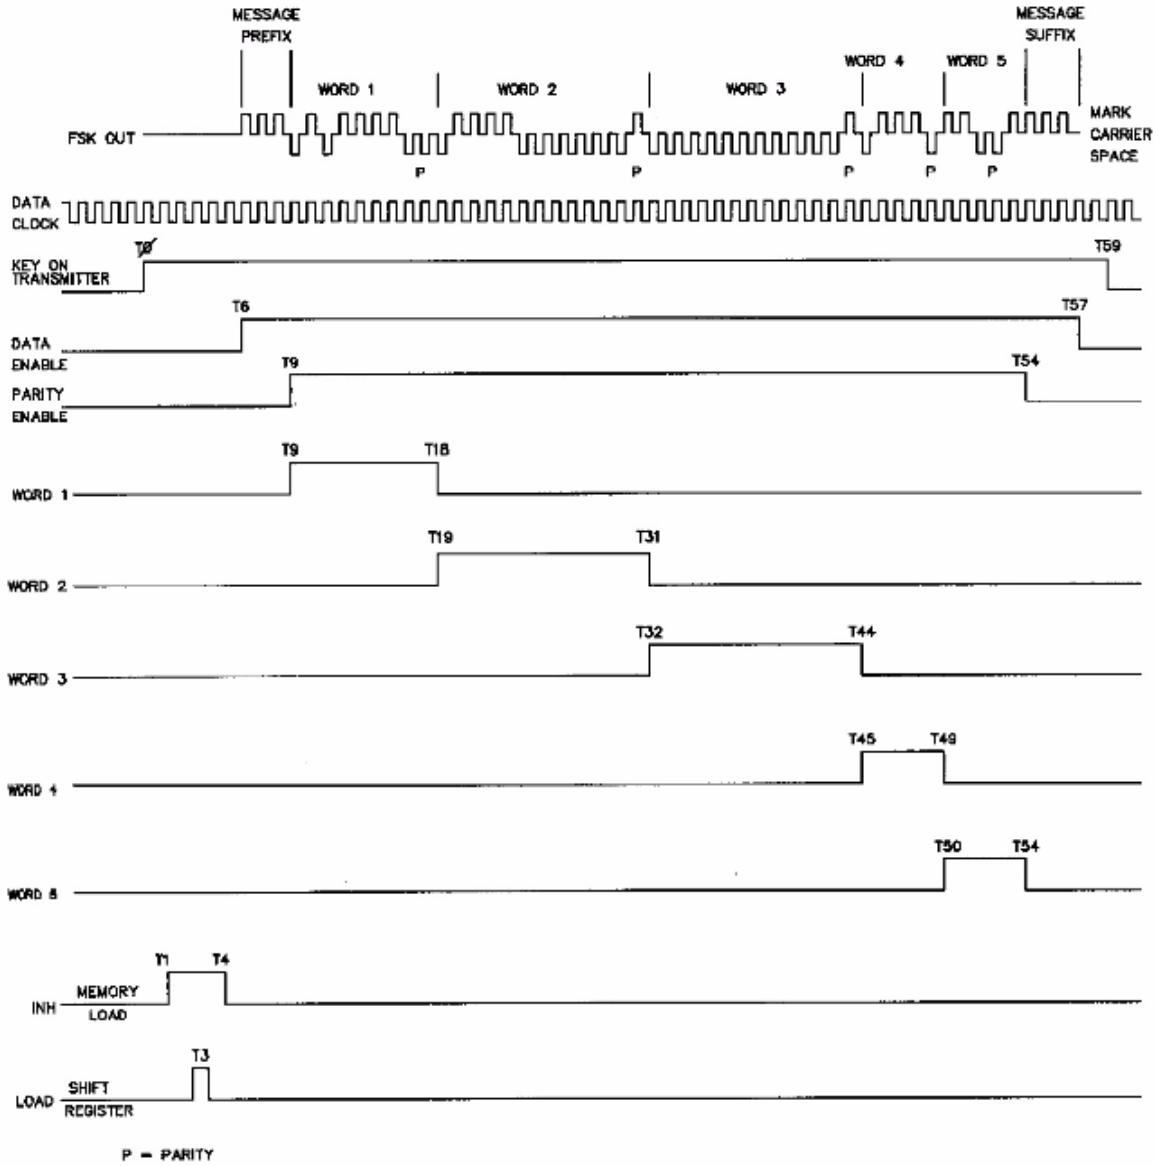 MESSAGE PREFIX
MESSAGE SUFFIX
WORD 1
WORD 2
WORD 3
WORD 4
WORD 5
FSK OUT
MARK
CARRIER
SPACE
P
P
P
P
P
DATA CLOCK
T0
T59
KEY ON TRANSMITTER
T6
T57
DATA ENABLE
T9
T54
PARITY ENABLE
T9
T18
WORD 1
T19
T31
WORD 2
T32
T44
WORD 3
T45
T49
WORD 4
T50
T54
WORD 5
T1
T4
INH
MEMORY LOAD
T3
LOAD
SHIFT REGISTER
P = PARITY